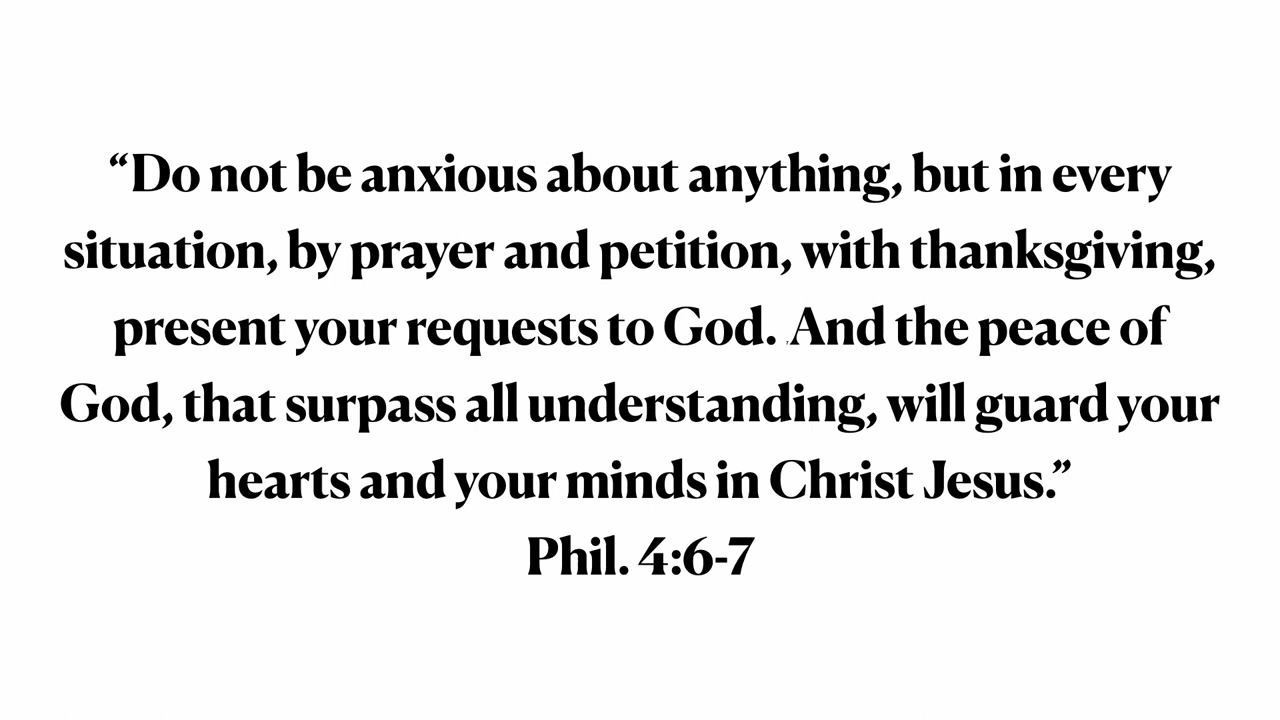 “Do not be anxious about anything, but in every
situation, by prayer and petition, with thanksgiving,
present your requests to God. And the peace of
God, that surpass all understanding, will guard your
hearts and your minds in Christ Jesus.”
Phil. 4:6-7